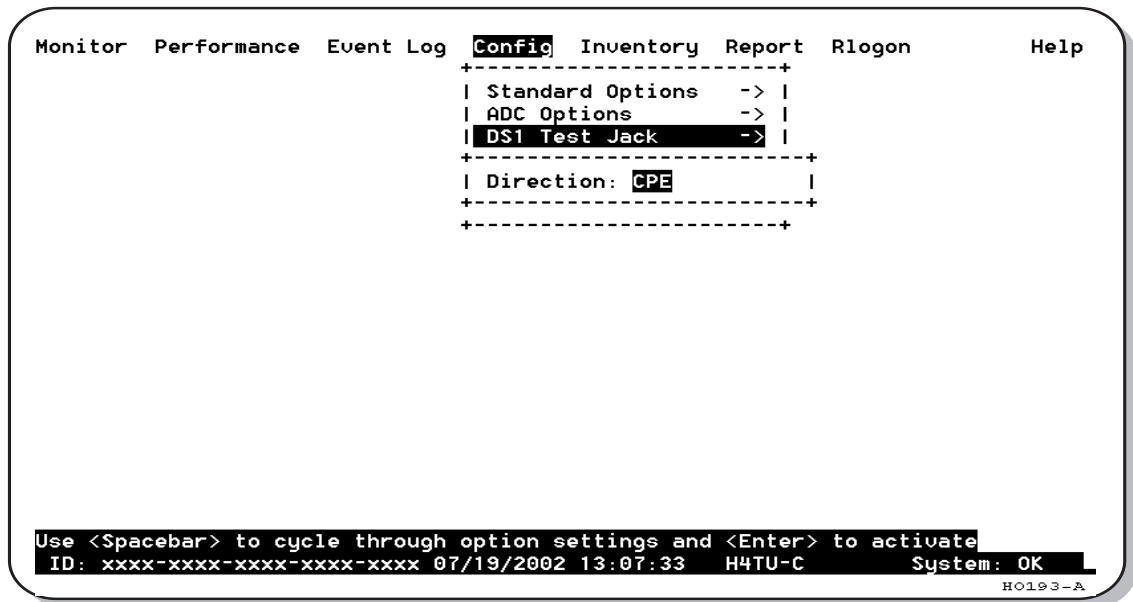 Monitor Performance Event Log Config Inventory Report Rlogon Help
+-----------------------+
| Standard Options -> |
| ADC Options -> |
| DS1 Test Jack -> |
+-------------------------+
| Direction: CPE |
+-------------------------+
+-----------------------+
Use <Spacebar> to cycle through option settings and <Enter> to activate
ID: xxxx-xxxx-xxxx-xxxx-xxxx 07/19/2002 13:07:33 H4TU-C System: OK
HO193-A